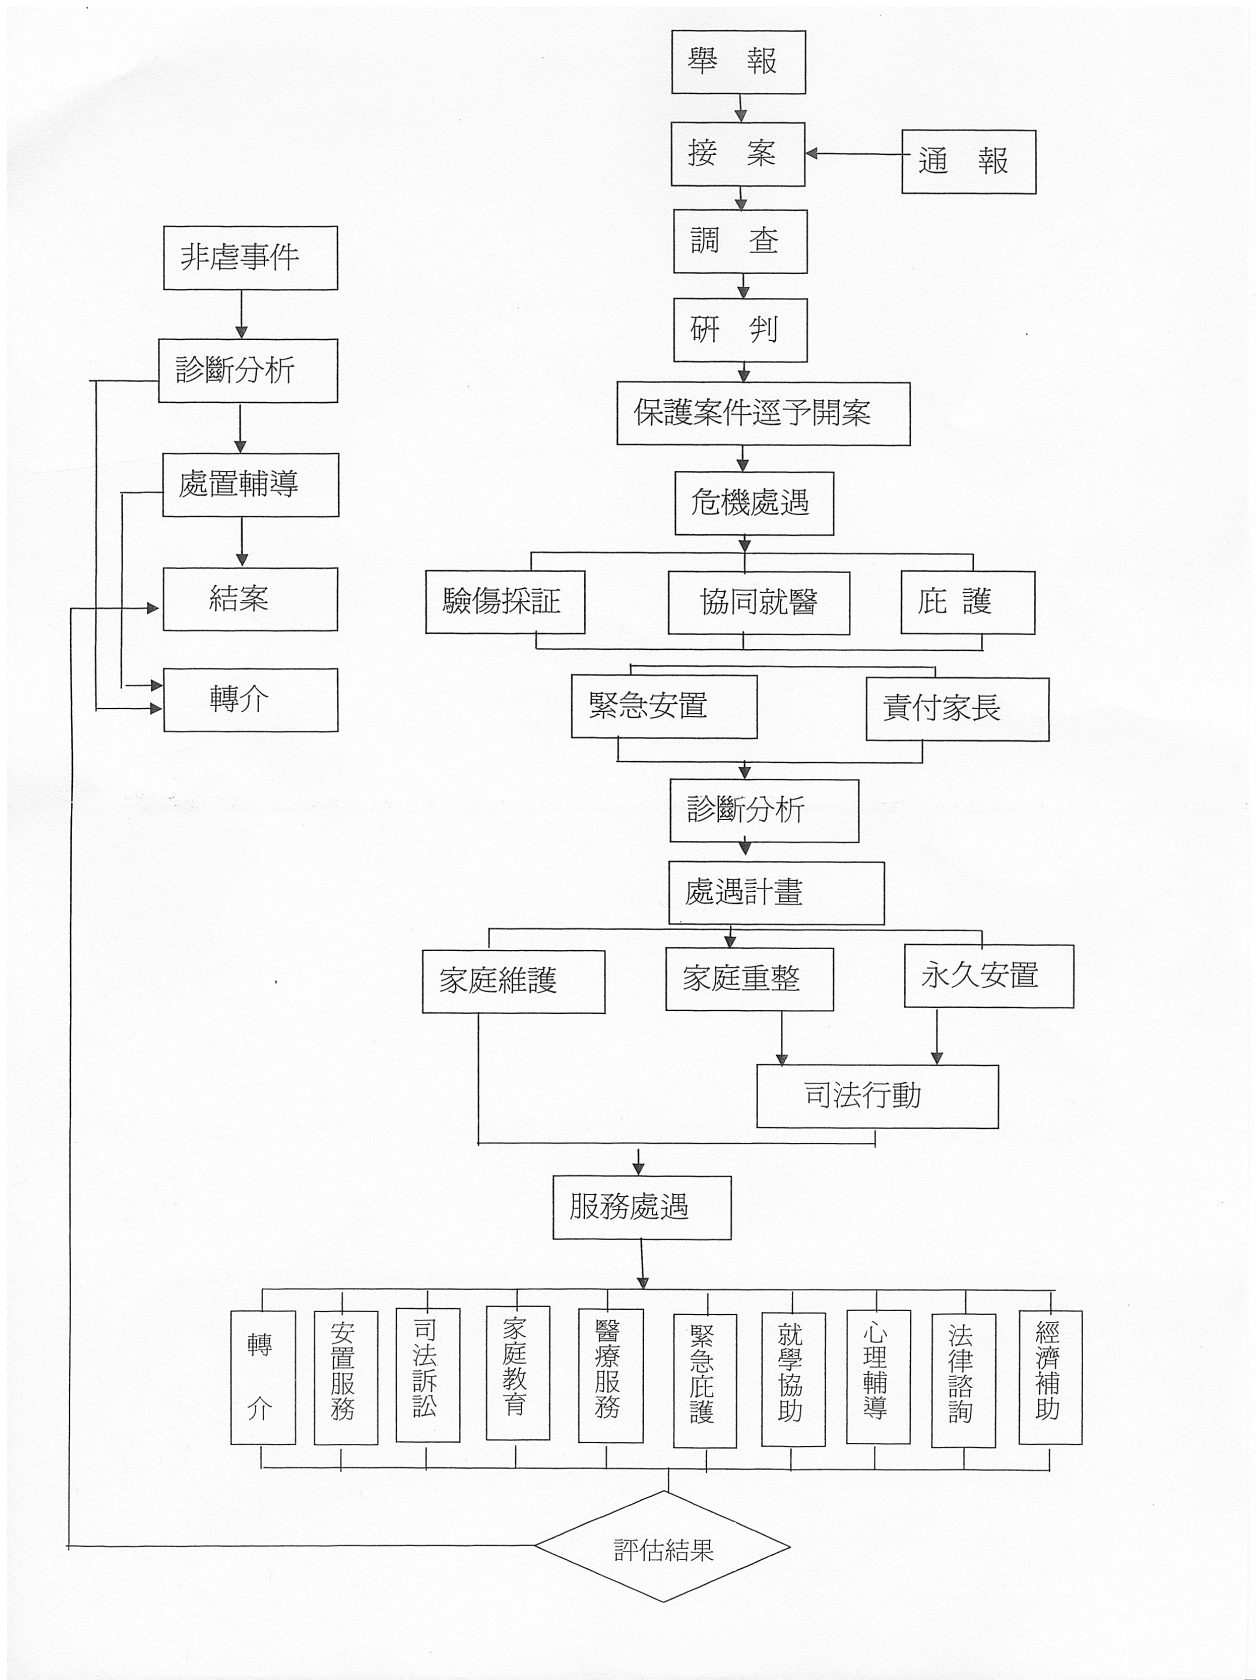 舉 報
接 案
通 報
調 查
研 判
保護案件逕予開案
危機處遇
驗傷採証
協同就醫
庇 護
緊急安置
責付家長
診斷分析
處遇計畫
家庭維護
家庭重整
永久安置
司法行動
服務處遇
轉介
安置服務
司法訴訟
家庭教育
醫療服務
緊急庇護
就學協助
心理輔導
法律諮詢
經濟補助
評估結果
非虐事件
診斷分析
處置輔導
結案
轉介